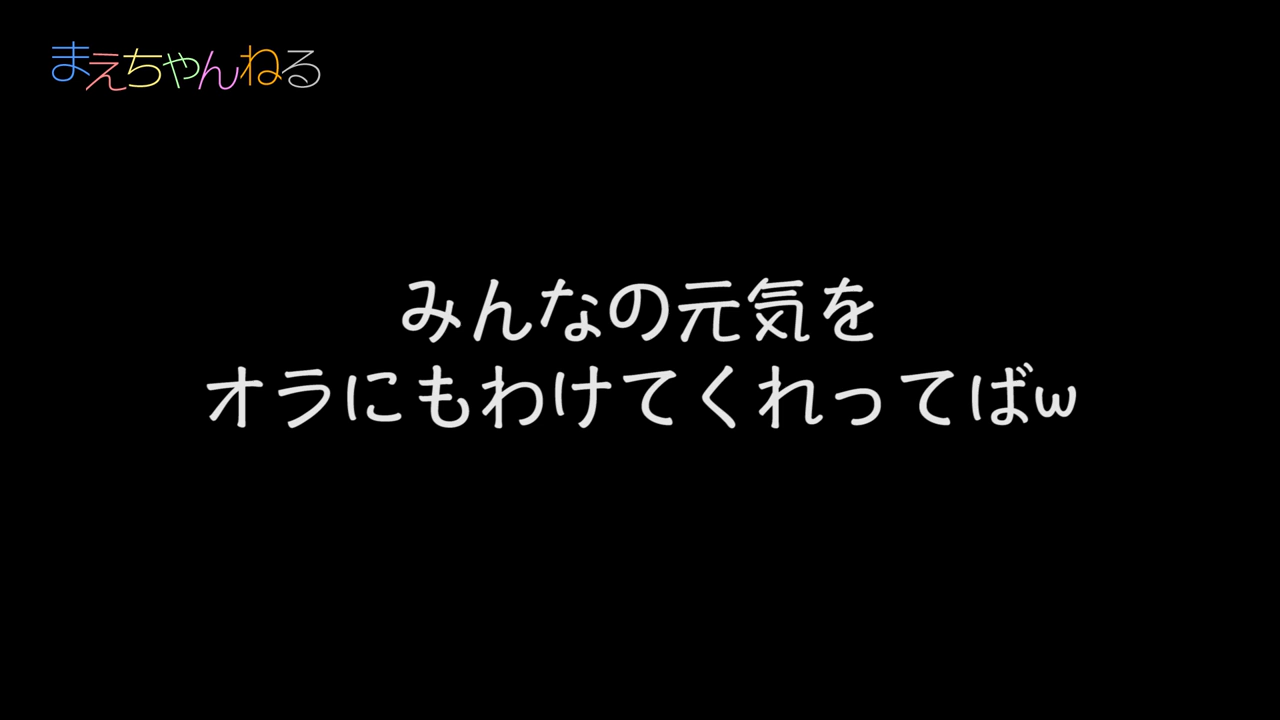 まえちゃんねる
みんなの元気を
オラにもわけてくれってばw